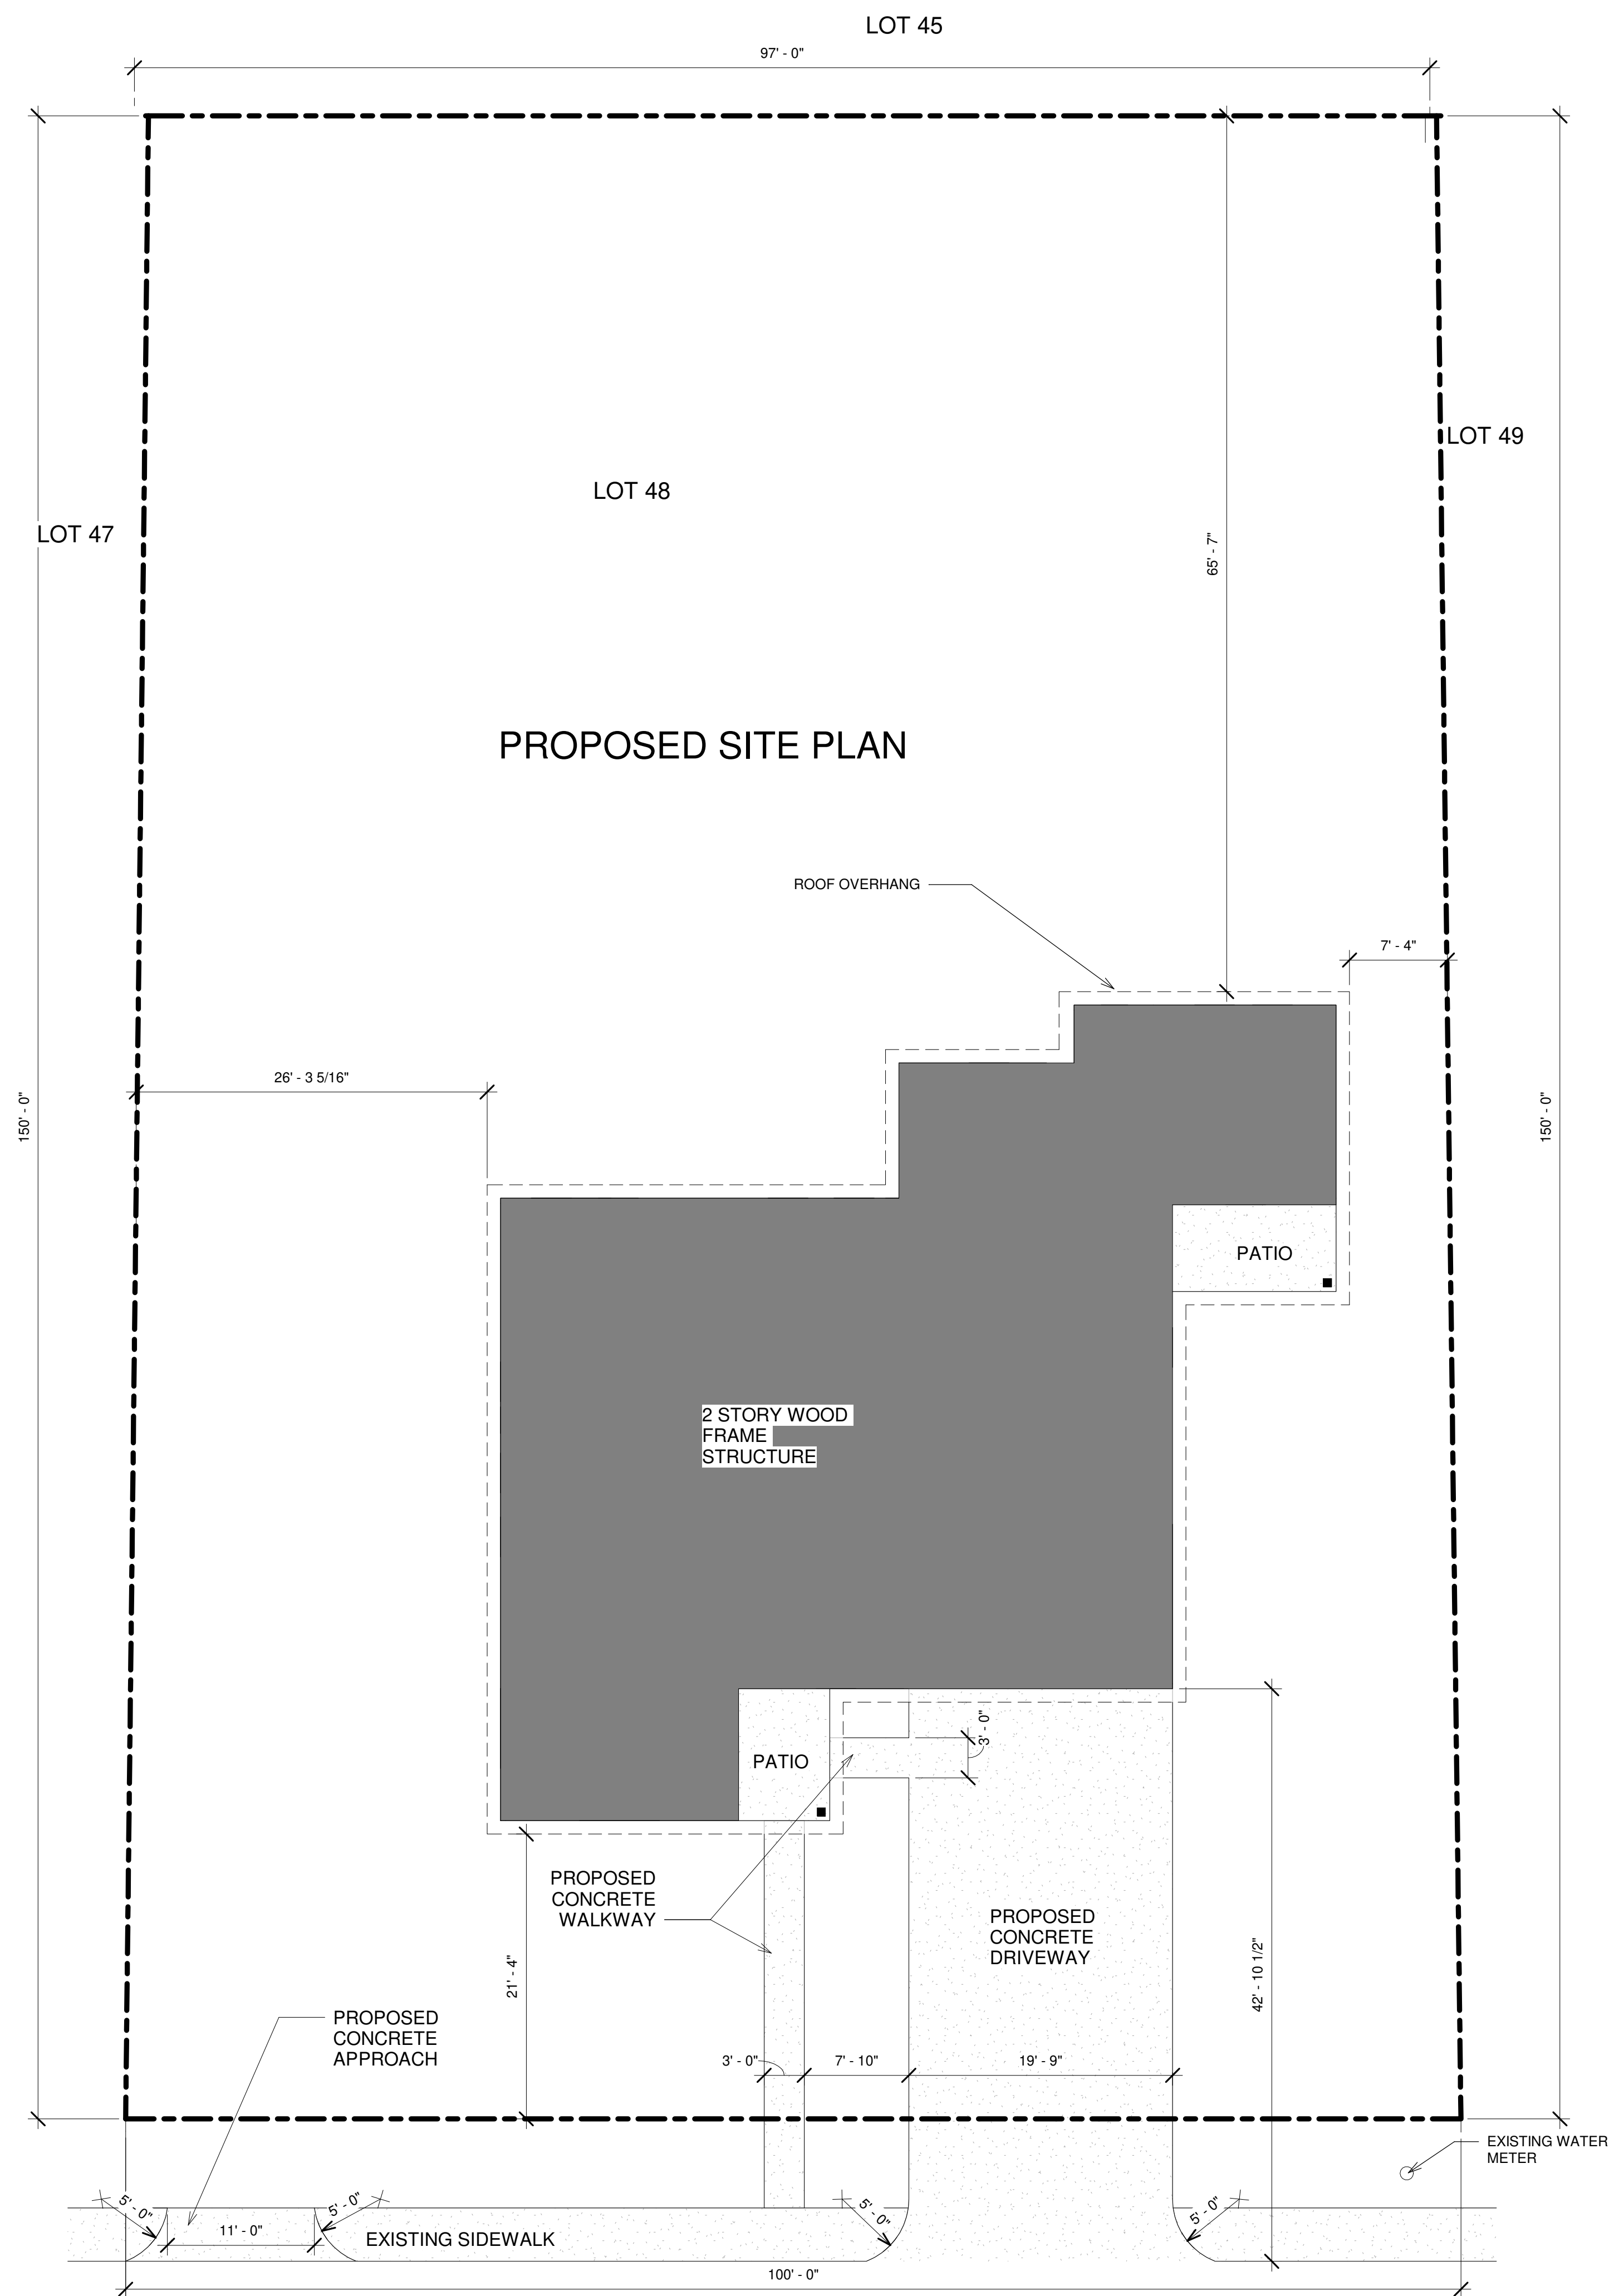 LOT 45
97' - 0"
LOT 49
LOT 48
LOT 47
65' - 7"
PROPOSED SITE PLAN
ROOF OVERHANG
7' - 4"
26' - 3 5/16"
150' - 0"
150' - 0"
PATIO
2 STORY WOOD
FRAME
STRUCTURE
3' - 0"
PATIO
PROPOSED
CONCRETE
WALKWAY
PROPOSED
CONCRETE
DRIVEWAY
21' - 4"
42' - 10 1/2"
PROPOSED
CONCRETE
APPROACH
3' - 0"
7' - 10"
19' - 9"
EXISTING WATER
METER
5' - 0"
5' - 0"
5' - 0"
5' - 0"
11' - 0"
EXISTING SIDEWALK
100' - 0"